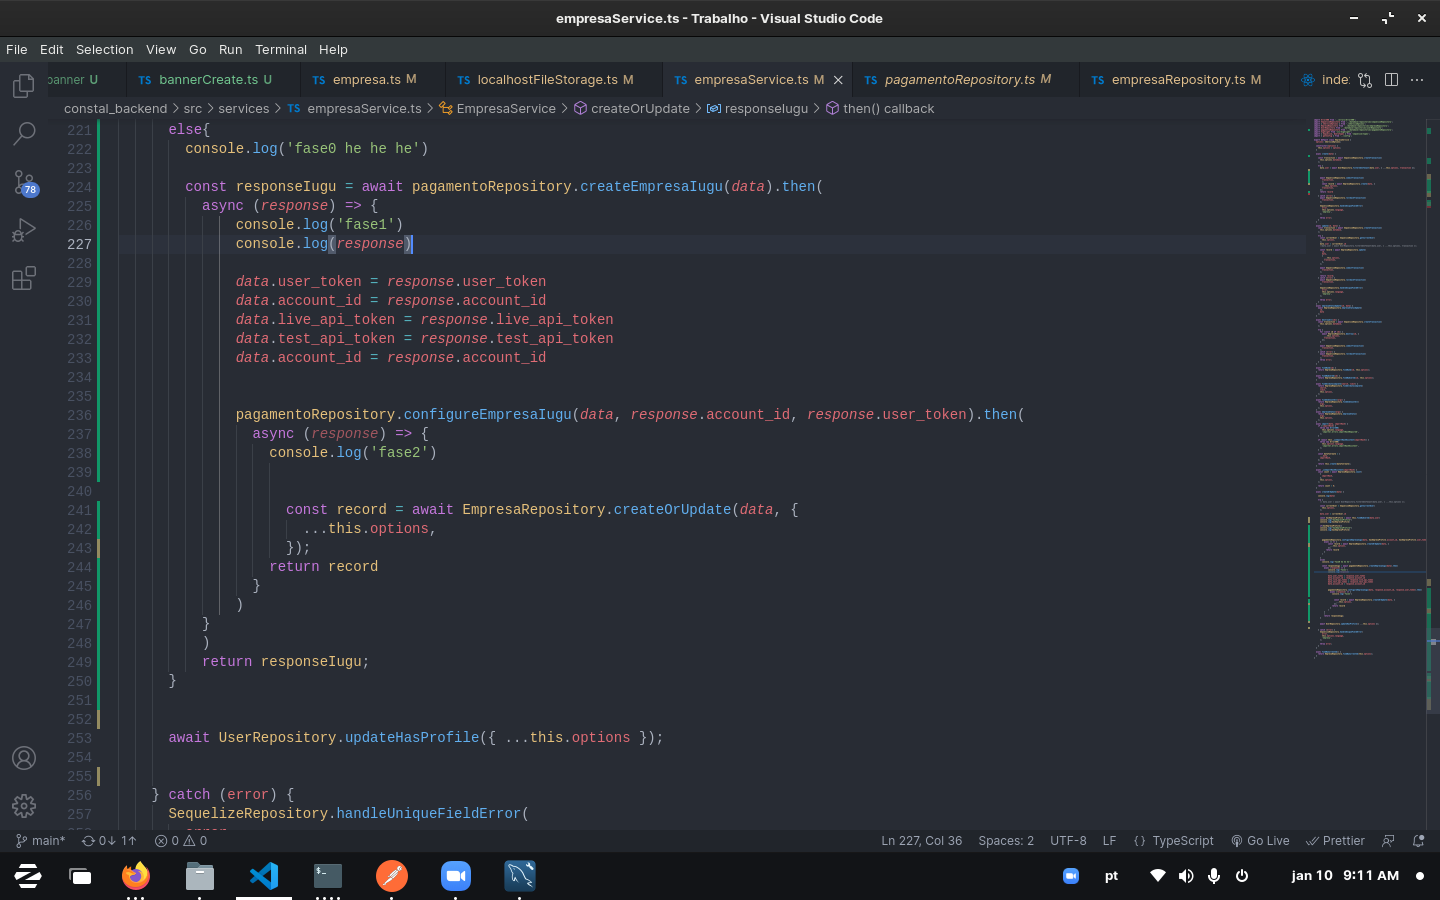 empresaService.ts - Trabalho - Visual Studio Code
File Edit Selection View Go Run Terminal Help
banner U
TS bannerCreate.ts U
TS empresa.ts M
TS localhostFileStorage.ts M
TS empresaService.ts M
TS pagamentoRepository.ts M
TS empresaRepository.ts M
inde:
constal_backend > src > services > TS empresaService.ts > EmpresaService > createOrUpdate > responseIugu > then() callback
221 else{
222 console.log('fase0 he he he')
223
224 const responseIugu = await pagamentoRepository.createEmpresaIugu(data).then(
225 async (response) => {
226 console.log('fase1')
227 console.log(response)
228
229 data.user_token = response.user_token
230 data.account_id = response.account_id
231 data.live_api_token = response.live_api_token
232 data.test_api_token = response.test_api_token
233 data.account_id = response.account_id
234
235
236 pagamentoRepository.configureEmpresaIugu(data, response.account_id, response.user_token).then(
237 async (response) => {
238 console.log('fase2')
239
240
241 const record = await EmpresaRepository.createOrUpdate(data, {
242 ...this.options,
243 });
244 return record
245 }
246 )
247 }
248 )
249 return responseIugu;
250 }
251
252
253 await UserRepository.updateHasProfile({ ...this.options });
254
255
256 } catch (error) {
257 SequelizeRepository.handleUniqueFieldError(
78
main* 0↓ 1↑ 0 0
Ln 227, Col 36 Spaces: 2 UTF-8 LF {} TypeScript Go Live Prettier
pt
jan 10 9:11 AM